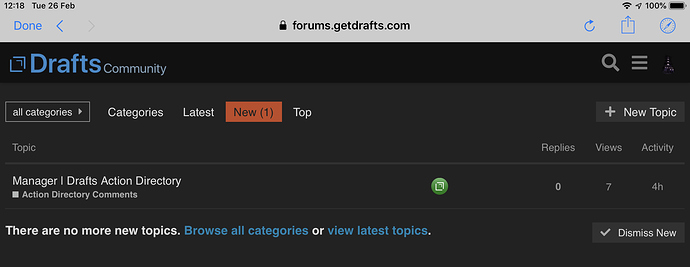 12:18 Tue 26 Feb 100%
Done forums.getdrafts.com
Drafts Community
all categories Categories Latest New (1) Top + New Topic
Topic Replies Views Activity
Manager | Drafts Action Directory 0 7 4h
Action Directory Comments
There are no more new topics. Browse all categories or view latest topics. Dismiss New